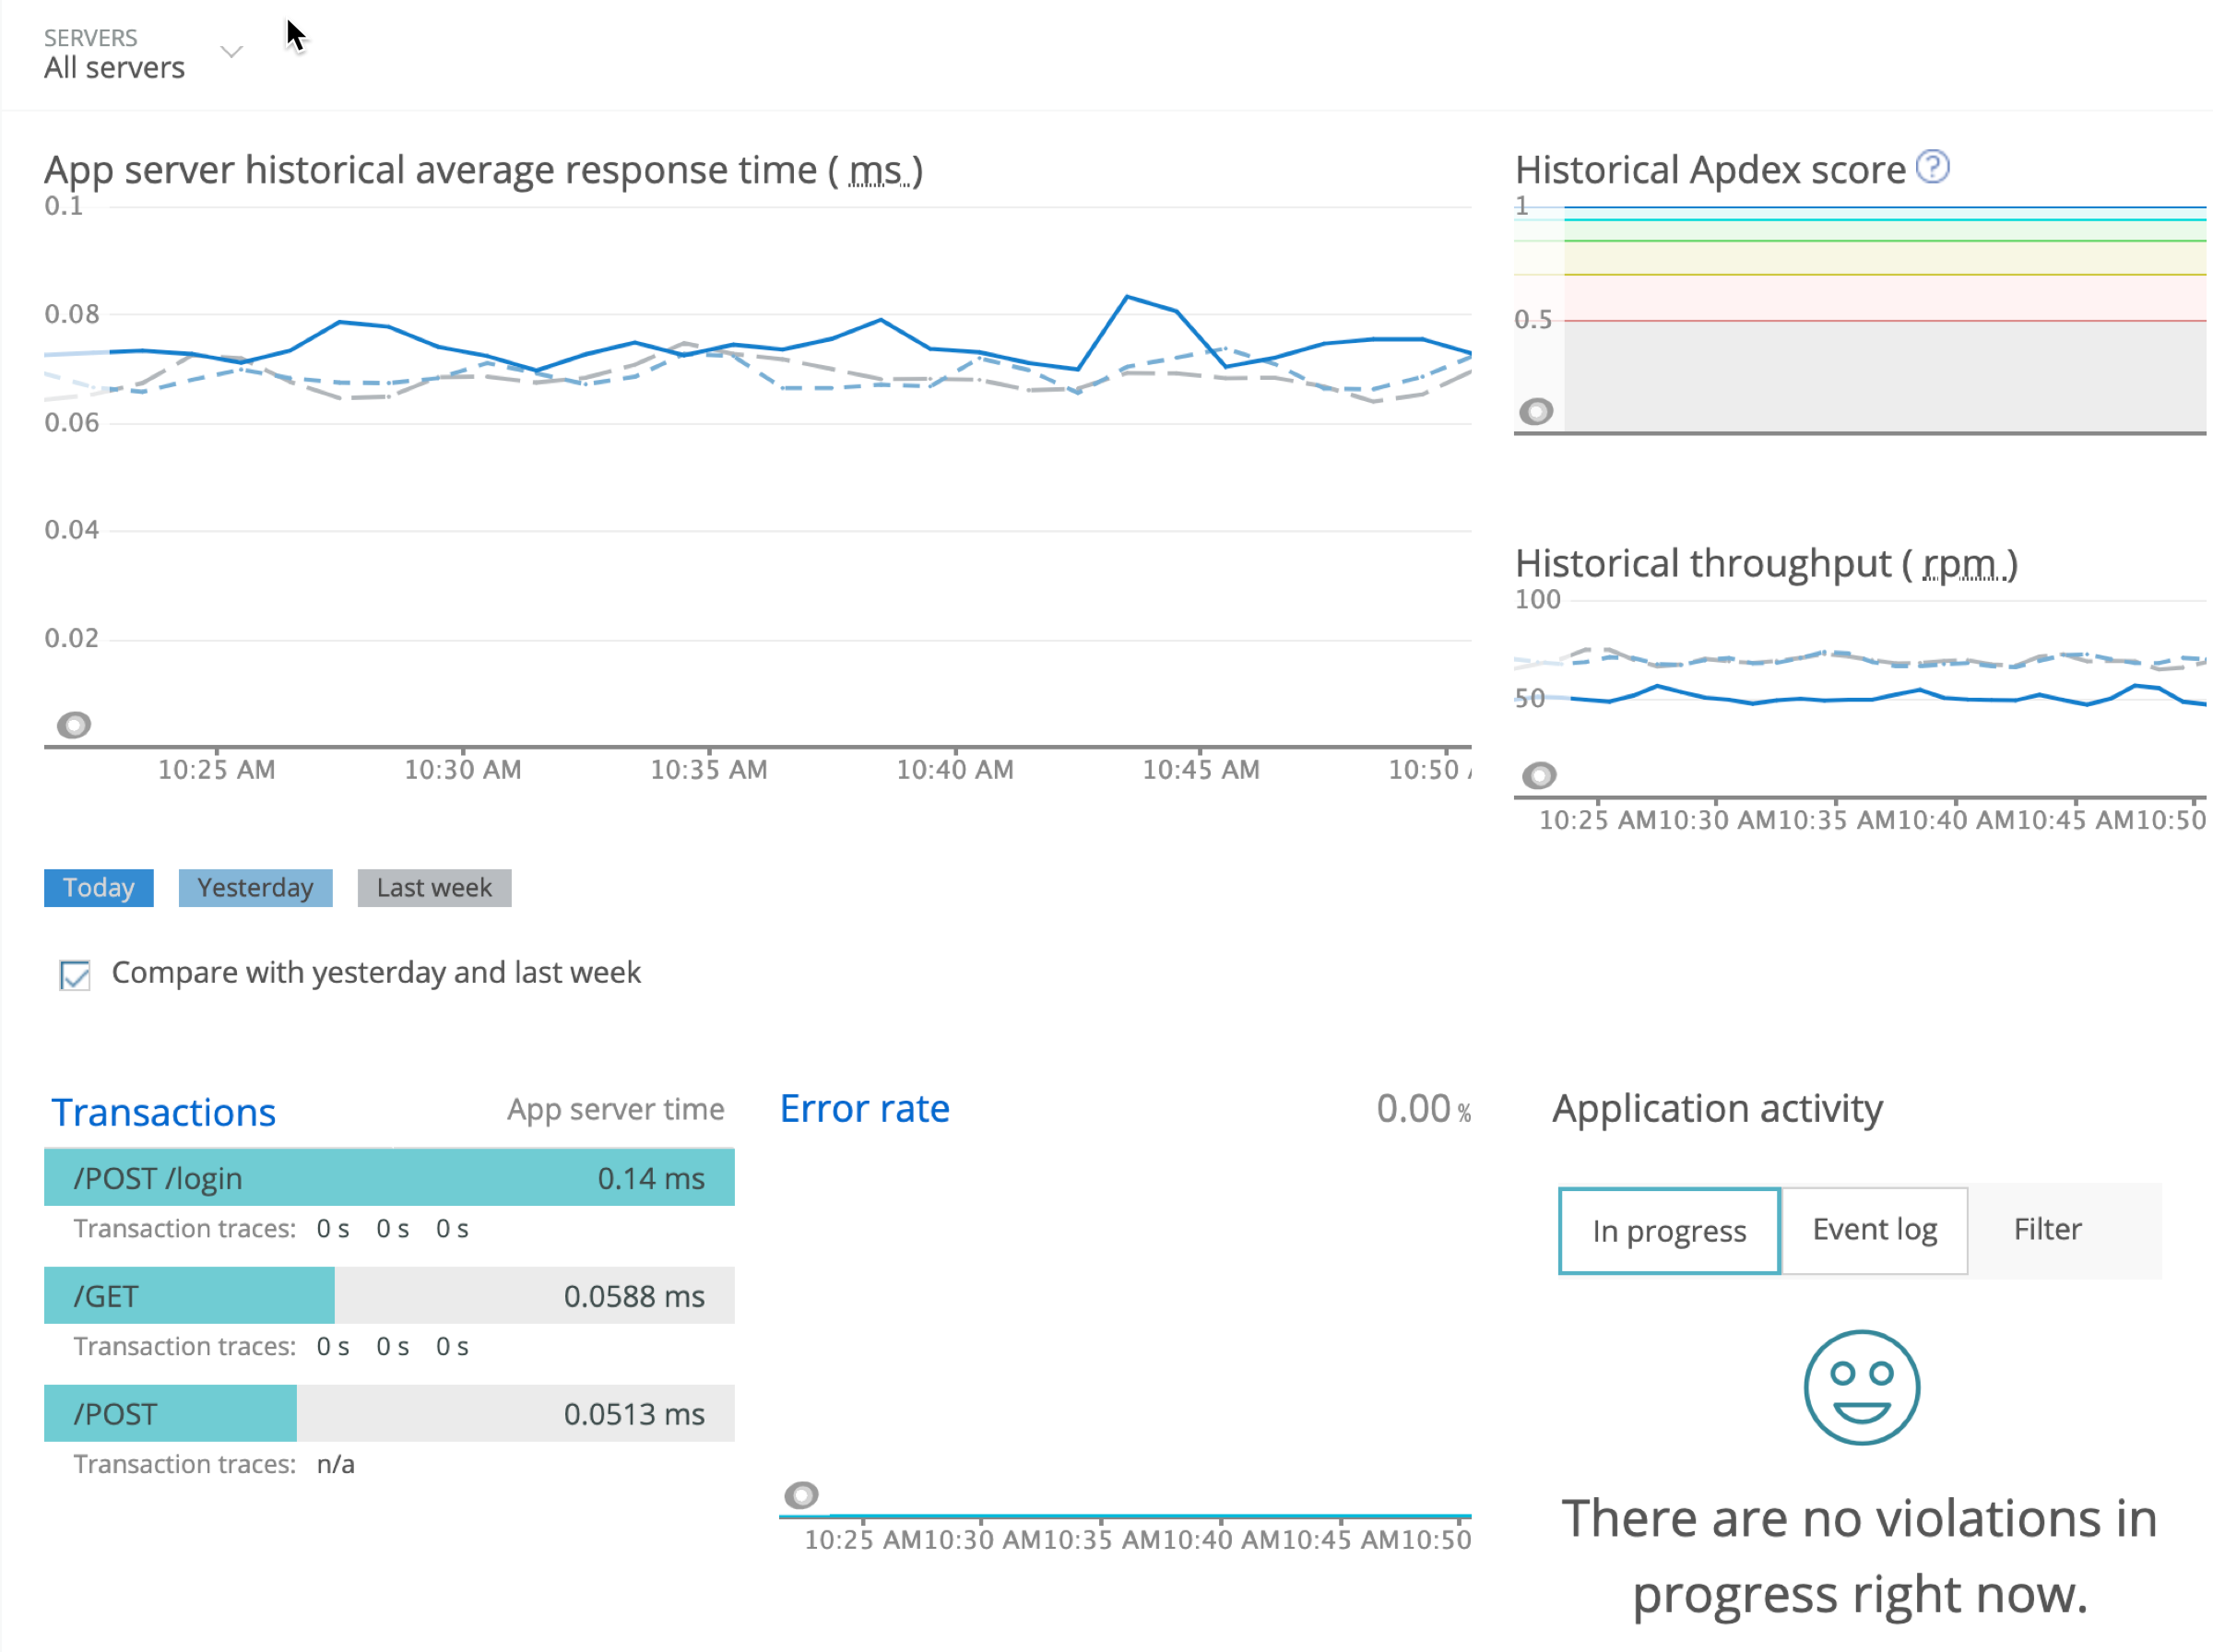 SERVERS
All servers
App server historical average response time ( ms )
0.1
0.08
0.06
0.04
0.02
10:25 AM 10:30 AM 10:35 AM 10:40 AM 10:45 AM 10:50
Today Yesterday Last week
Compare with yesterday and last week
Historical Apdex score ?
1
0.5
Historical throughput ( rpm )
100
50
10:25 AM10:30 AM10:35 AM10:40 AM10:45 AM10:50
Transactions App server time
/POST /login 0.14 ms
Transaction traces: 0 s 0 s 0 s
/GET 0.0588 ms
Transaction traces: 0 s 0 s 0 s
/POST 0.0513 ms
Transaction traces: n/a
Error rate 0.00 %
10:25 AM10:30 AM10:35 AM10:40 AM10:45 AM10:50
Application activity
In progress Event log Filter
There are no violations in
progress right now.